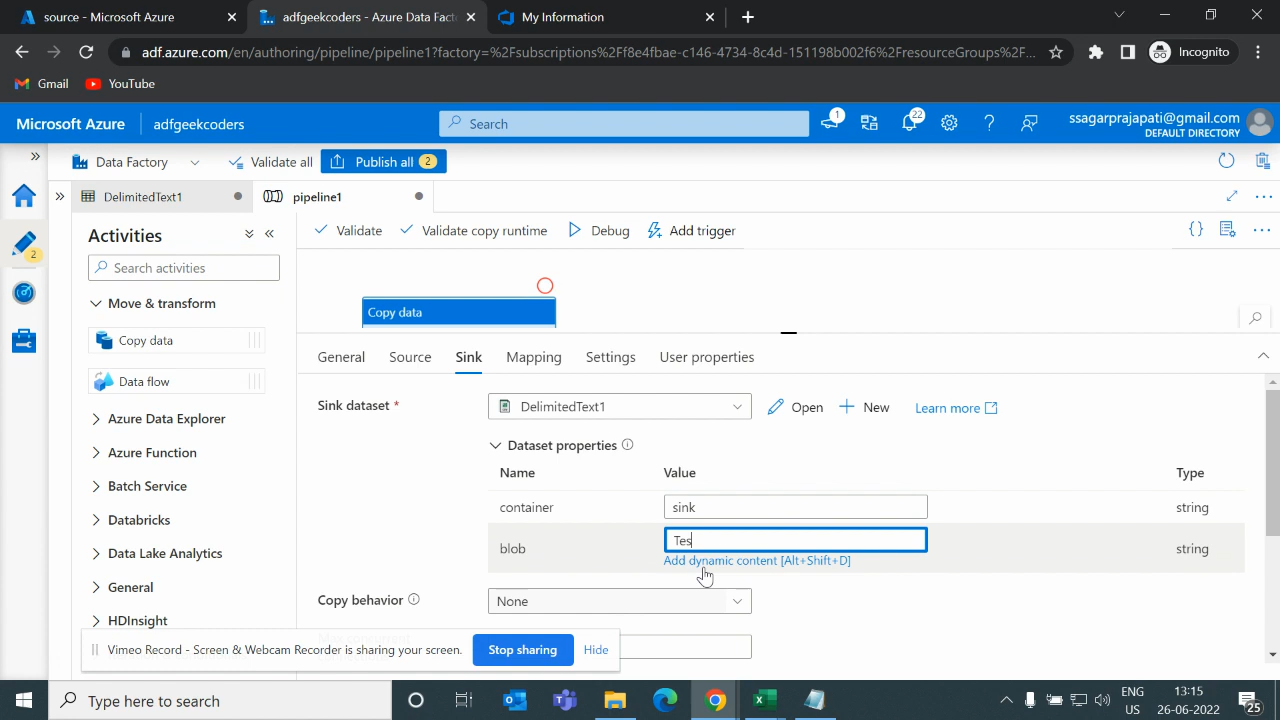 source - Microsoft Azure
adfgeekcoders - Azure Data Fact
My Information
adf.azure.com/en/authoring/pipeline/pipeline1?factory=%2Fsubscriptions%2Ff8e4fbae-c146-4734-8c4d-151198b002f6%2FresourceGroups%2F...
Incognito
Gmail
YouTube
Microsoft Azure
adfgeekcoders
Search
1
22
ssagarprajapati@gmail.com
DEFAULT DIRECTORY
Data Factory
Validate all
Publish all 2
DelimitedText1
pipeline1
2
Activities
Validate
Validate copy runtime
Debug
Add trigger
Search activities
Move & transform
Copy data
Copy data
Data flow
Azure Data Explorer
Azure Function
Batch Service
Databricks
Data Lake Analytics
General
HDInsight
General
Source
Sink
Mapping
Settings
User properties
Sink dataset *
DelimitedText1
Open
New
Learn more
Dataset properties
Name
Value
Type
container
sink
string
blob
Tes
string
Add dynamic content [Alt+Shift+D]
Copy behavior
None
Vimeo Record - Screen & Webcam Recorder is sharing your screen.
Stop sharing
Hide
Type here to search
ENG
US
13:15
26-06-2022
25